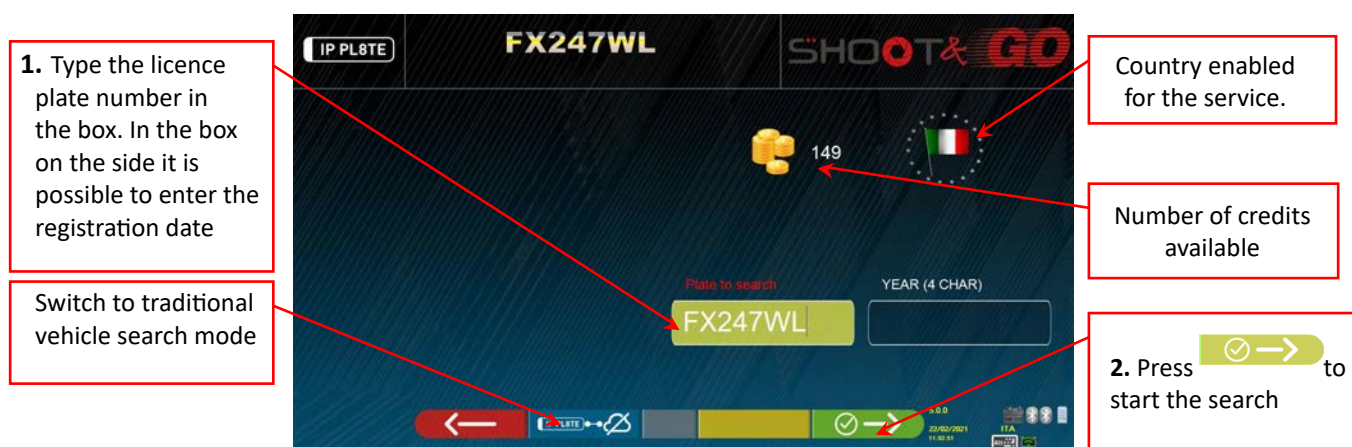 IP PL8TE
FX247WL
SHOOT& GO
1. Type the licence
plate number in
the box. In the box
on the side it is
possible to enter the
registration date
Country enabled
for the service.
149
Number of credits
available
Switch to traditional
vehicle search mode
Plate to search
YEAR (4 CHAR)
FX247WL
2. Press to
start the search
5.0.0
22/02/2021
11:32:51
ITA